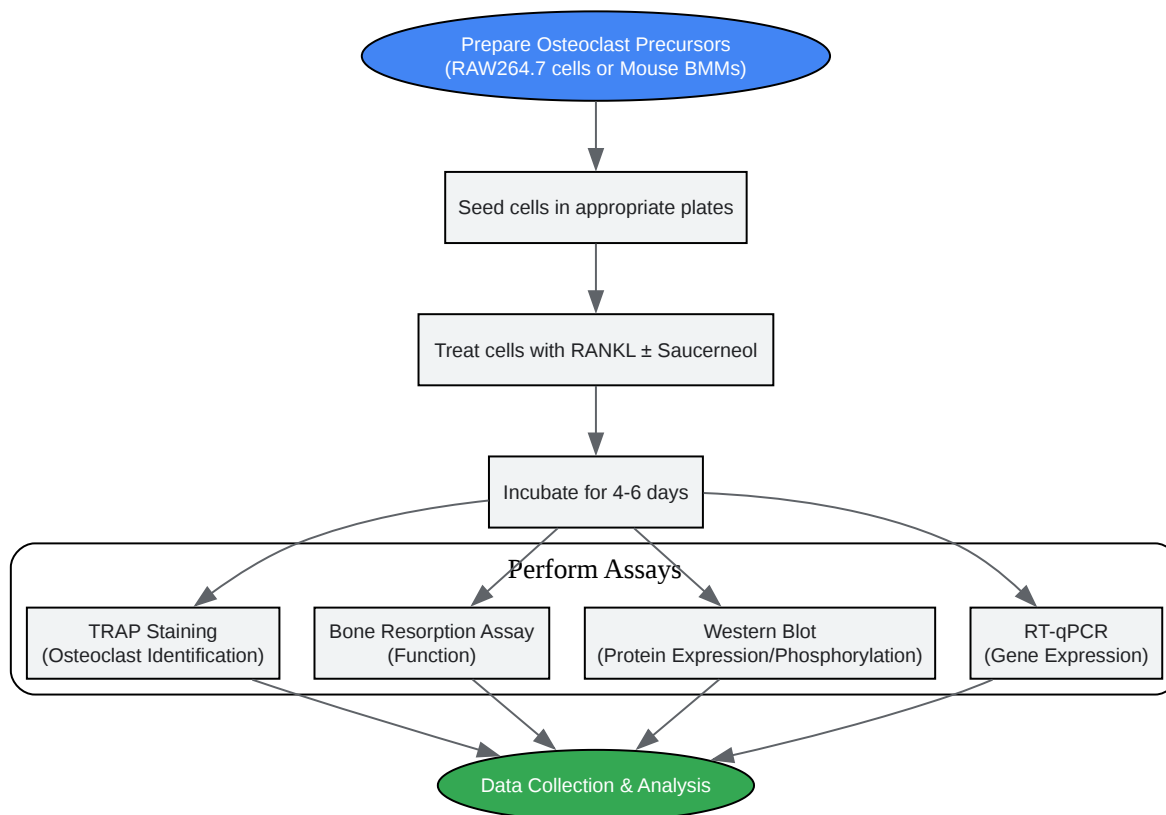 Prepare Osteoclast Precursors
(RAW264.7 cells or Mouse BMMs)
Seed cells in appropriate plates
Treat cells with RANKL ± Saucerneol
Incubate for 4-6 days
Perform Assays
TRAP Staining
(Osteoclast Identification)
Bone Resorption Assay
(Function)
Western Blot
(Protein Expression/Phosphorylation)
RT-qPCR
(Gene Expression)
Data Collection & Analysis